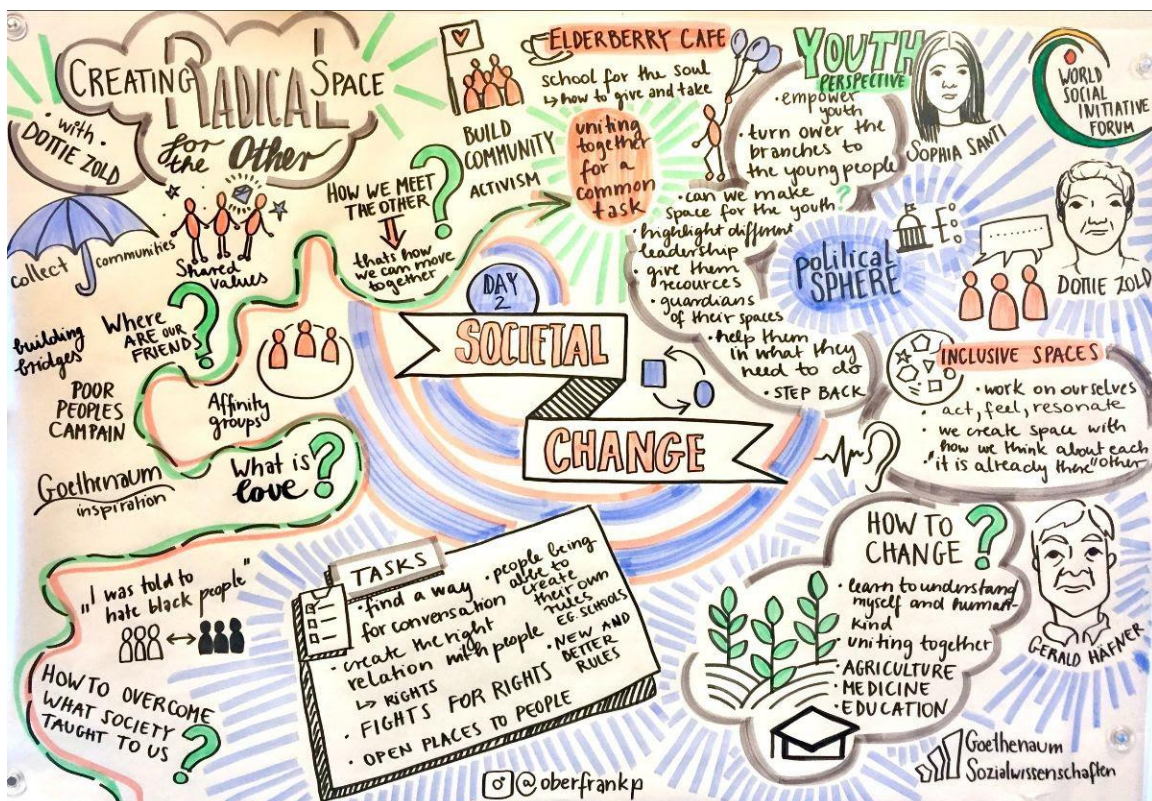 CREATING RADICAL SPACE
for the Other
• with •
DOTTIE ZOLD
collect communities
Shared values
building
bridges
Where
ARE OUR
FRIENDS?
POOR
PEOPLES
CAMPAIN
Affinity
groups
Goethenaum
inspiration
What is
love?
„I was told to
hate black people"
HOW TO OVERCOME
WHAT SOCIETY
TAUGHT TO US?
HOW WE MEET
THE OTHER?
thats how
we can move
together
BUILD
COMMUNITY
ACTIVISM
ELDERBERRY CAFE
school for the soul
↳ how to give and take
uniting
together
for a
common
task
DAY
2
SOCIETAL
CHANGE
YOUTH
PERSPECTIVE
• empower
youth
• turn ower the
branches to
the young people
• can we make
space for the youth?
• highlight different
leadership
• give them
recources
• guardians
of their spaces
• help them
in what they
need to do
• STEP BACK
SOPHIA SANTI
WORLD
SOCIAL
INITIATIVE
FORUM
political
SPHERE
DOTTIE ZOLD
INCLUSIVE SPACES
• work on ourselves
• act, feel, resonate
• we create space with
how we think about each
other
• "it is already there"
TASKS
• find a way
for conversation
• create the right
relation with people
↳ RIGHTS
• FIGHTS FOR RIGHTS
• OPEN PLACES TO PEOPLE
• people being
able to
create
their own
rules
EG. SCHOOLS
• NEW AND
BETTER
RULES
HOW TO
CHANGE?
• learn to understand
myself and human-
kind
• uniting together
• AGRICULTURE
• MEDICINE
• EDUCATION
GERALD HÄFNER
@oberfrankp
Goethenaum
Sozialwissenschaften